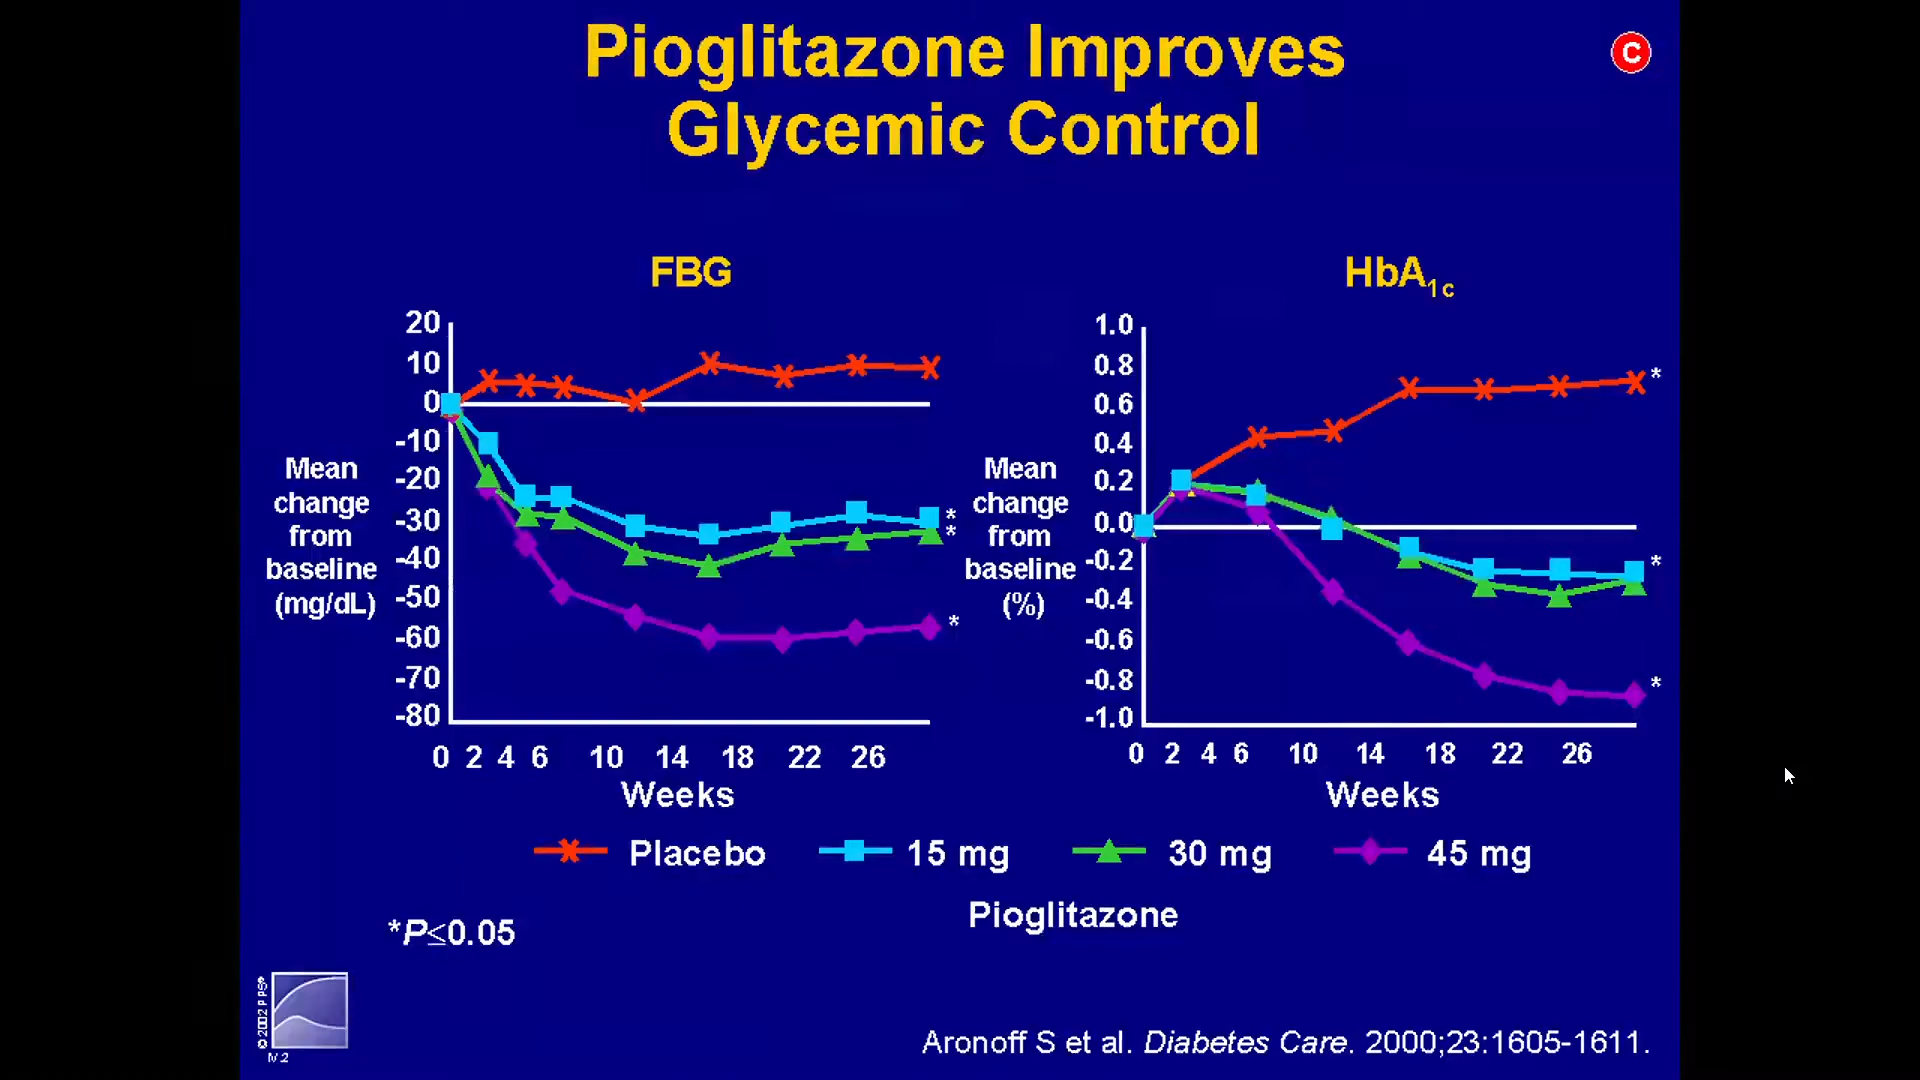 Pioglitazone Improves
Glycemic Control
C
FBG
20
10
0
-10
-20
-30
-40
-50
-60
-70
-80
Mean
change
from
baseline
(mg/dL)
*
*
*
0 2 4 6 10 14 18 22 26
Weeks
HbA1c
1.0
0.8
0.6
0.4
0.2
0.0
-0.2
-0.4
-0.6
-0.8
-1.0
Mean
change
from
baseline
(%)
*
*
*
0 2 4 6 10 14 18 22 26
Weeks
Placebo 15 mg 30 mg 45 mg
Pioglitazone
*P≤0.05
© 2002 PPS®
IV.2
Aronoff S et al. Diabetes Care. 2000;23:1605-1611.